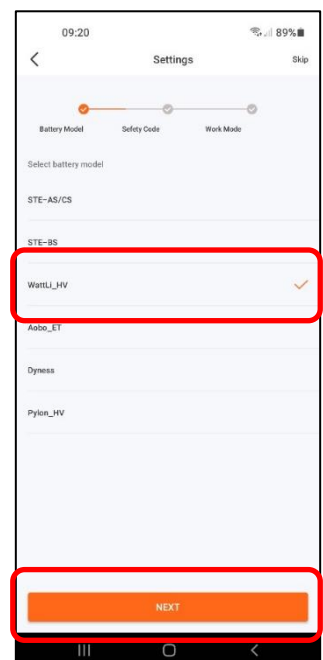 09:20 89%
Settings Skip
Battery Model Sefety Code Work Mode
Select battery model
STE-AS/CS
STE-BS
WattLi_HV
Aobo_ET
Dyness
Pylon_HV
NEXT